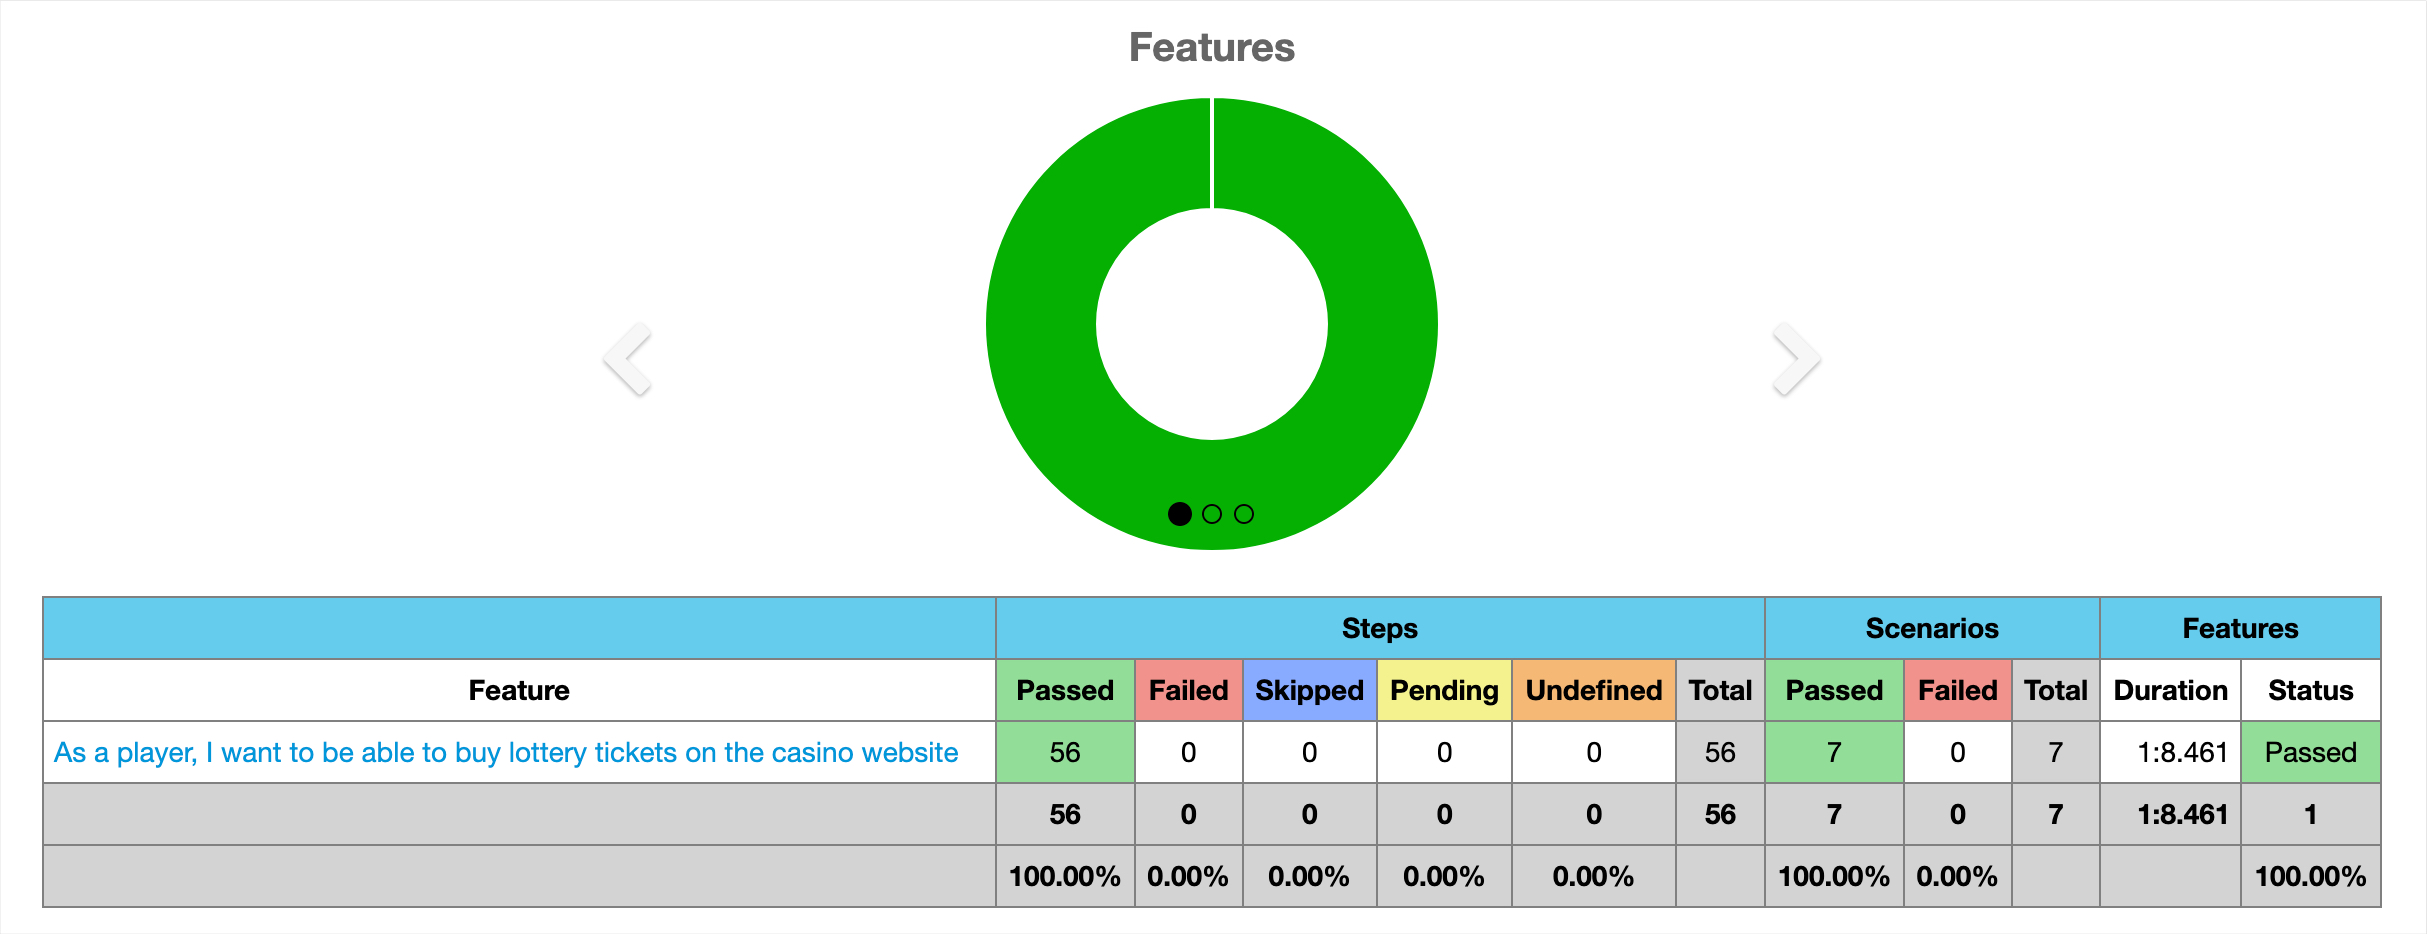 Features
Steps Scenarios Features
Feature Passed Failed Skipped Pending Undefined Total Passed Failed Total Duration Status
As a player, I want to be able to buy lottery tickets on the casino website 56 0 0 0 0 56 7 0 7 1:8.461 Passed
56 0 0 0 0 56 7 0 7 1:8.461 1
100.00% 0.00% 0.00% 0.00% 0.00% 100.00% 0.00% 100.00%